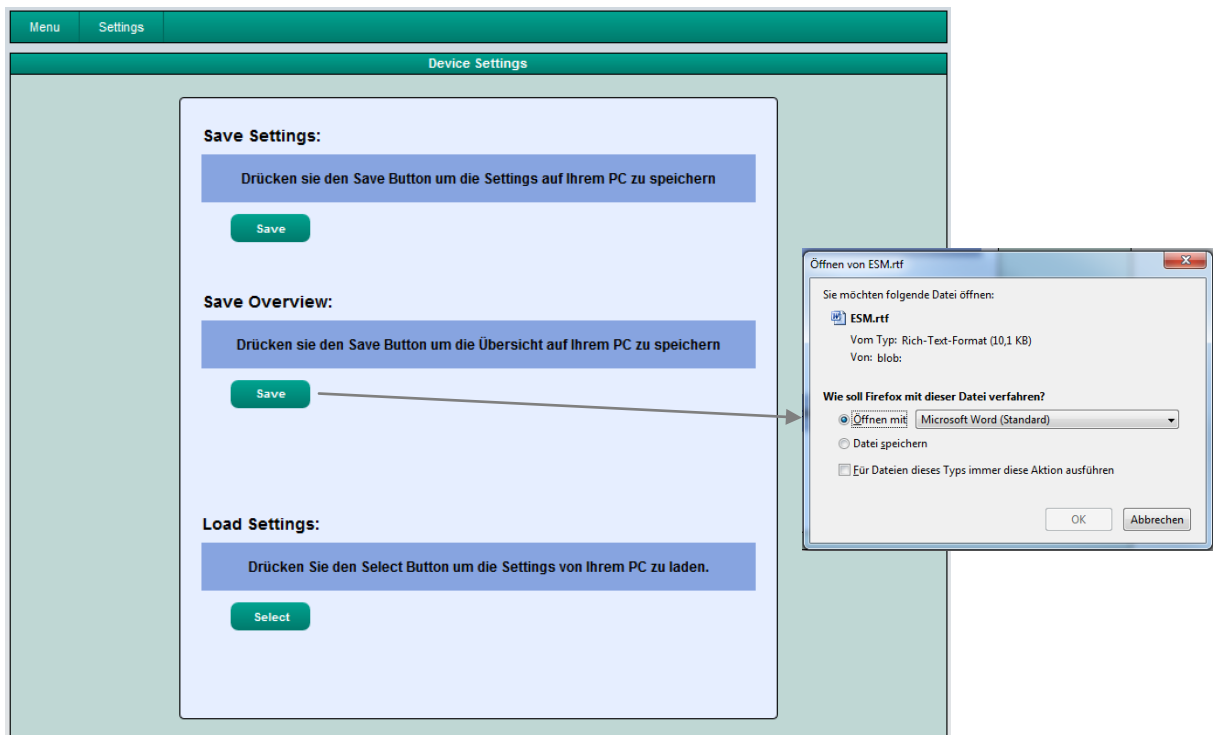 Menu Settings
Device Settings
Save Settings:
Drücken sie den Save Button um die Settings auf Ihrem PC zu speichern
Save
Save Overview:
Drücken sie den Save Button um die Übersicht auf Ihrem PC zu speichern
Save
Load Settings:
Drücken Sie den Select Button um die Settings von Ihrem PC zu laden.
Select
Öffnen von ESM.rtf
Sie möchten folgende Datei öffnen:
ESM.rtf
Vom Typ: Rich-Text-Format (10,1 KB)
Von: blob:
Wie soll Firefox mit dieser Datei verfahren?
Öffnen mit Microsoft Word (Standard)
Datei speichern
Für Dateien dieses Typs immer diese Aktion ausführen
OK Abbrechen